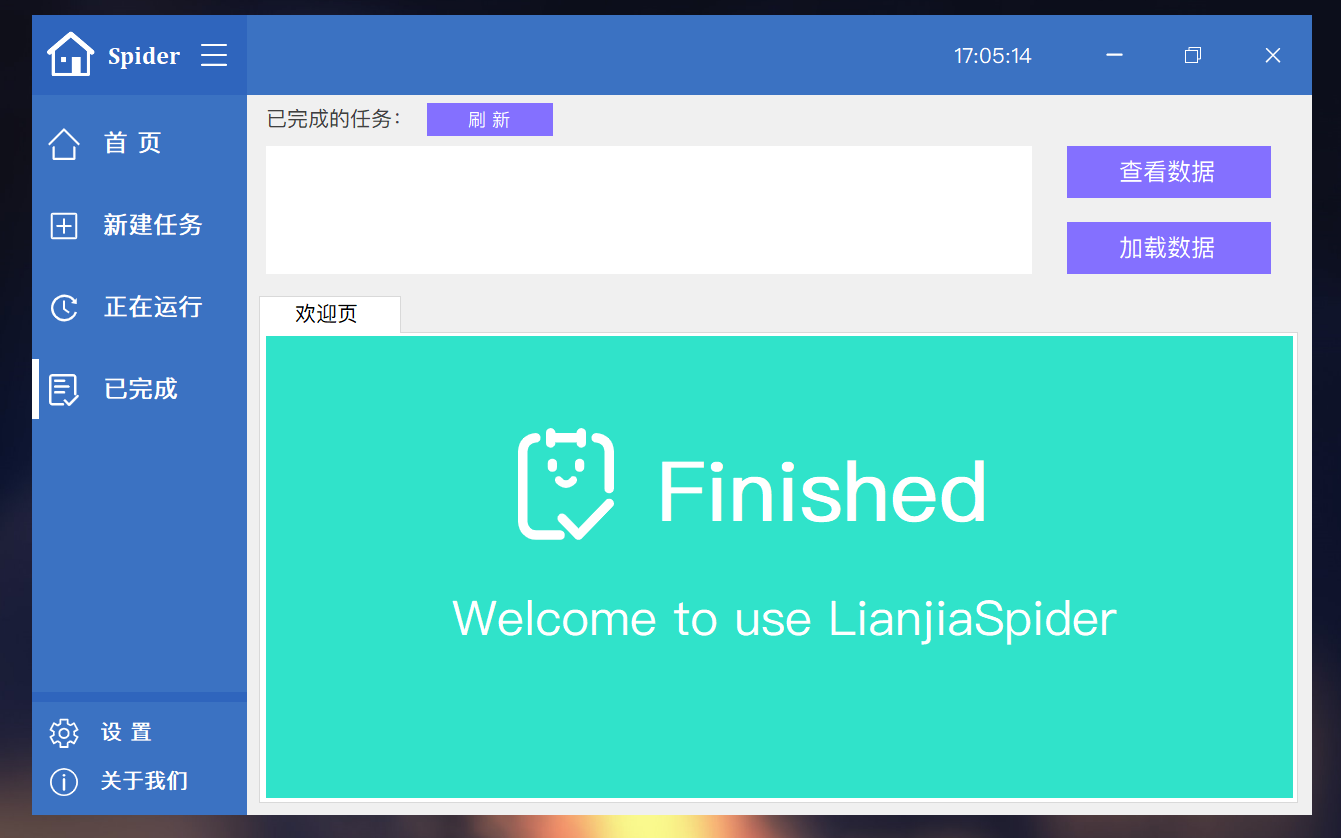 Spider
17:05:14
首 页
新建任务
正在运行
已完成
设 置
关于我们
已完成的任务：
刷 新
查看数据
加载数据
欢迎页
Finished
Welcome to use LianjiaSpider